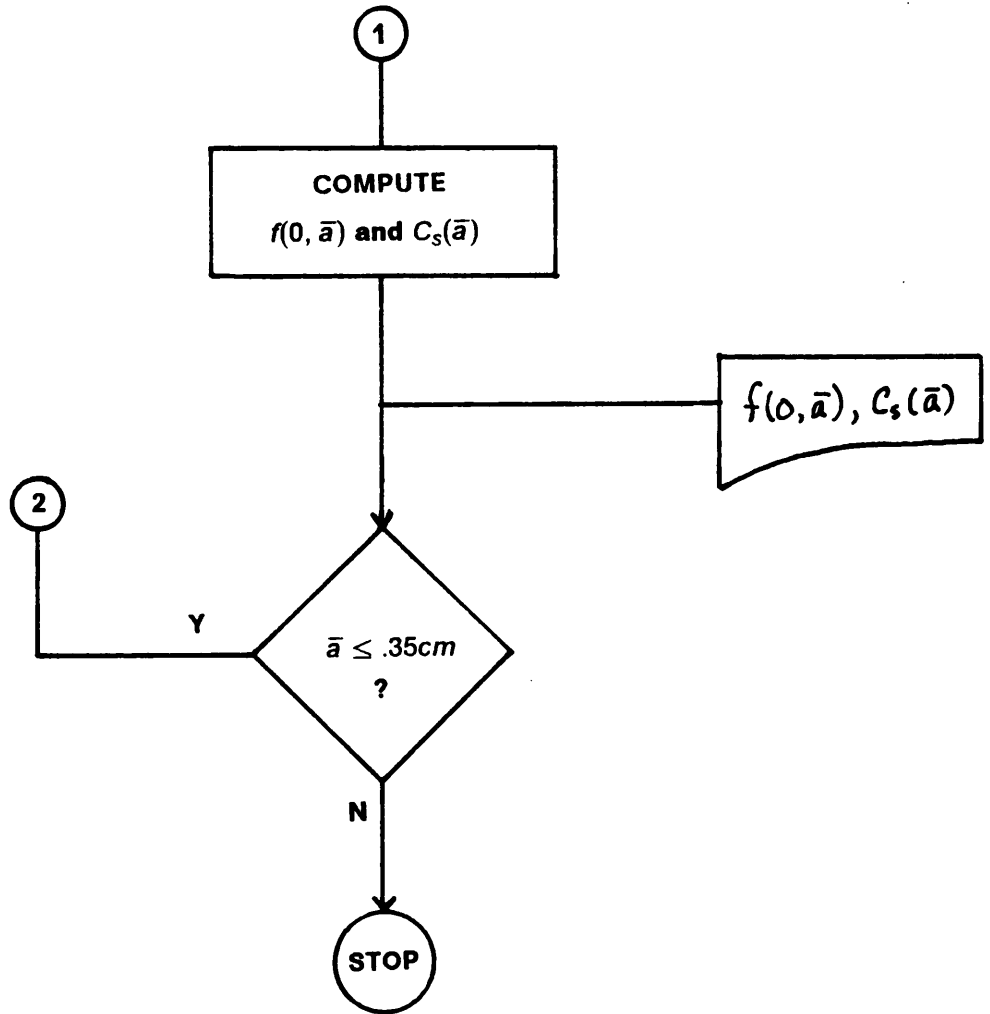 1
COMPUTE
f(0, ā) and Cₛ(ā)
f(0, ā), Cₛ(ā)
2
Y
ā ≤ .35cm
?
N
STOP